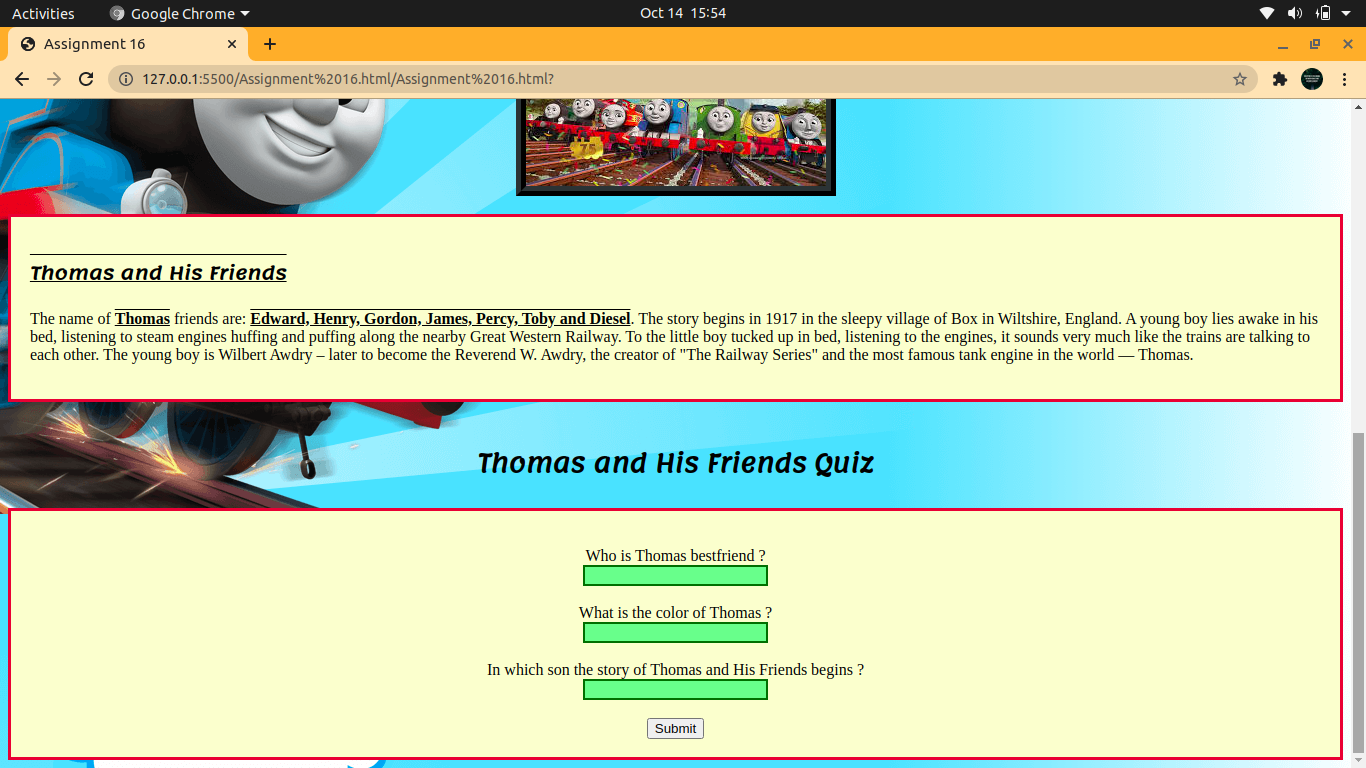 Activities Google Chrome Oct 14 15:54
Assignment 16
127.0.0.1:5500/Assignment%2016.html/Assignment%2016.html?
75
Thomas and His Friends
The name of Thomas friends are: Edward, Henry, Gordon, James, Percy, Toby and Diesel. The story begins in 1917 in the sleepy village of Box in Wiltshire, England. A young boy lies awake in his
bed, listening to steam engines huffing and puffing along the nearby Great Western Railway. To the little boy tucked up in bed, listening to the engines, it sounds very much like the trains are talking to
each other. The young boy is Wilbert Awdry – later to become the Reverend W. Awdry, the creator of "The Railway Series" and the most famous tank engine in the world — Thomas.
Thomas and His Friends Quiz
Who is Thomas bestfriend ?
What is the color of Thomas ?
In which son the story of Thomas and His Friends begins ?
Submit